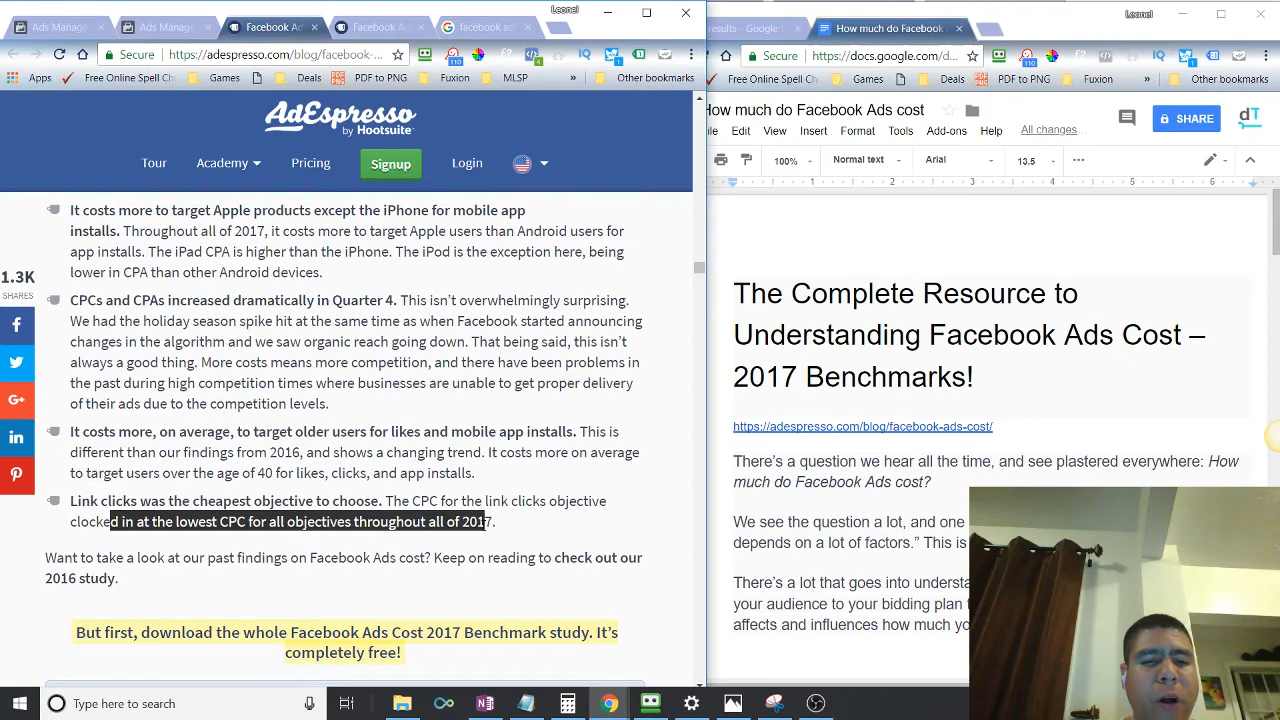 Leonel
Ads Manage
Ads Manage
Facebook Ad
Facebook Ad
facebook ads
Secure
https://adespresso.com/blog/facebook-...
110
4
1
Apps
Free Online Spell Ch
Games
Deals
PDF to PNG
Fuxion
MLSP
»
Other bookmarks
AdEspresso
by Hootsuite
Tour
Academy
Pricing
Signup
Login
1.3K
SHARES
It costs more to target Apple products except the iPhone for mobile app
installs. Throughout all of 2017, it costs more to target Apple users than Android users for
app installs. The iPad CPA is higher than the iPhone. The iPod is the exception here, being
lower in CPA than other Android devices.
CPCs and CPAs increased dramatically in Quarter 4. This isn’t overwhelmingly surprising.
We had the holiday season spike hit at the same time as when Facebook started announcing
changes in the algorithm and we saw organic reach going down. That being said, this isn’t
always a good thing. More costs means more competition, and there have been problems in
the past during high competition times where businesses are unable to get proper delivery
of their ads due to the competition levels.
It costs more, on average, to target older users for likes and mobile app installs. This is
different than our findings from 2016, and shows a changing trend. It costs more on average
to target users over the age of 40 for likes, clicks, and app installs.
Link clicks was the cheapest objective to choose. The CPC for the link clicks objective
clocked in at the lowest CPC for all objectives throughout all of 2017.
Want to take a look at our past findings on Facebook Ads cost? Keep on reading to check out our
2016 study.
But first, download the whole Facebook Ads Cost 2017 Benchmark study. It’s
completely free!
Leonel
results - Google
How much do Facebook
Secure
https://docs.google.com/d...
110
1
Free Online Spell Ch
Games
Deals
PDF to PNG
Fuxion
»
Other bookmarks
How much do Facebook Ads cost
ile
Edit
View
Insert
Format
Tools
Add-ons
Help
All changes...
SHARE
dT
100%
Normal text
Arial
13.5
1 2 3 4 5 6
The Complete Resource to
Understanding Facebook Ads Cost –
2017 Benchmarks!
https://adespresso.com/blog/facebook-ads-cost/
There’s a question we hear all the time, and see plastered everywhere: How
much do Facebook Ads cost?
We see the question a lot, and one
depends on a lot of factors.” This is
There’s a lot that goes into understa
your audience to your bidding plan t
affects and influences how much yo
Type here to search